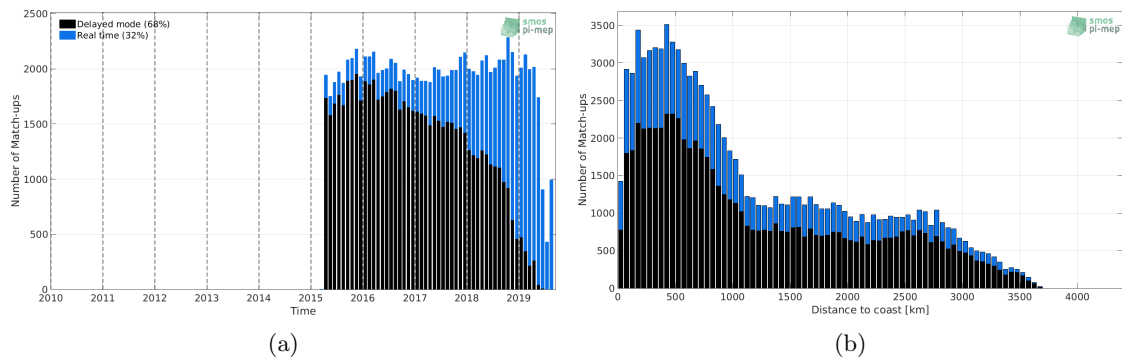 Delayed mode (68%)
Real time (32%)
smos
pi-mep
2500
2000
1500
1000
500
0
Number of Match-ups
2010
2011
2012
2013
2014
2015
2016
2017
2018
2019
Time
(a)
smos
pi-mep
3500
3000
2500
2000
1500
1000
500
0
Number of Match-ups
0
500
1000
1500
2000
2500
3000
3500
4000
Distance to coast [km]
(b)